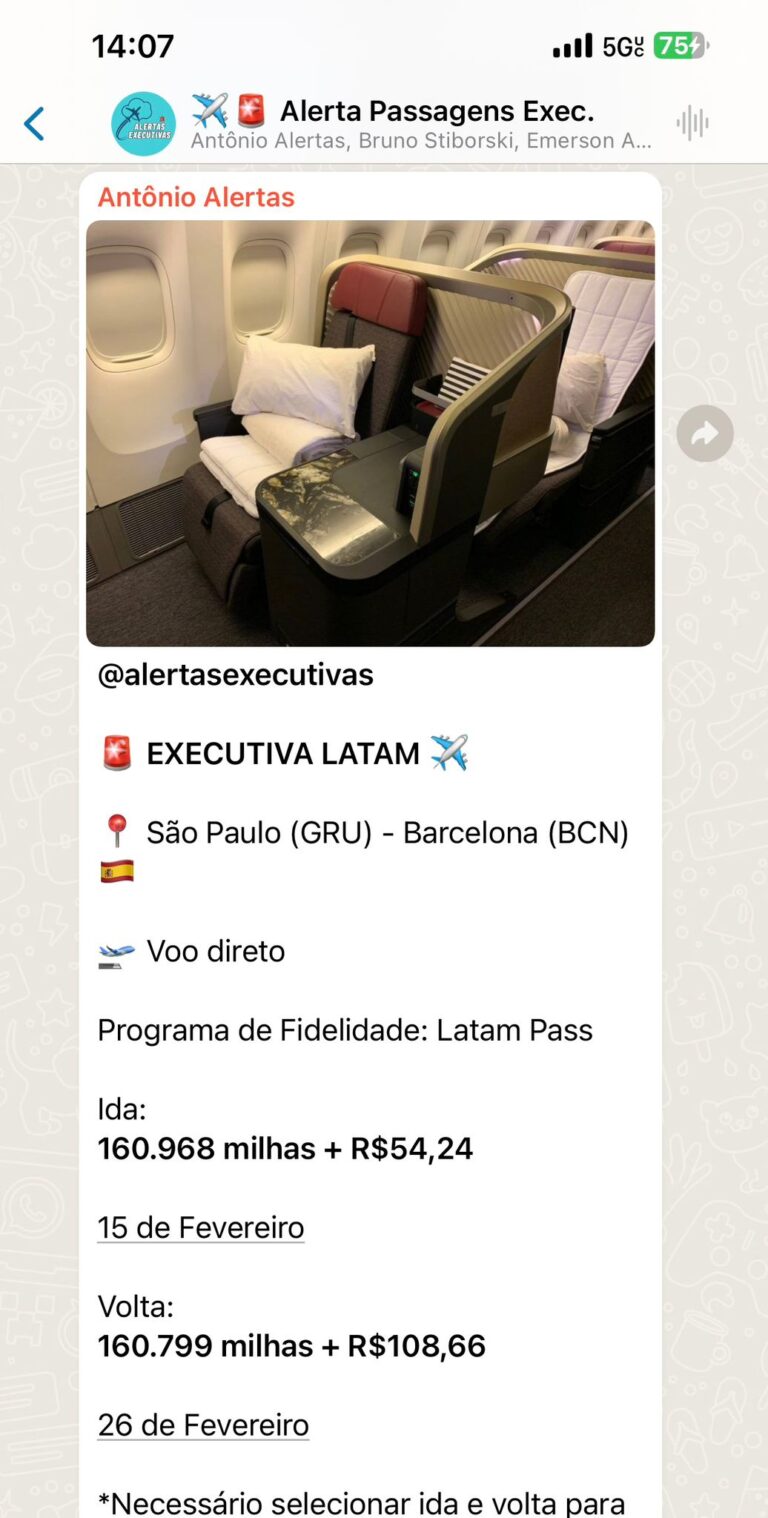 14:07
5G UC
75
ALERTAS
EXECUTIVAS
✈️🚨 Alerta Passagens Exec.
Antônio Alertas, Bruno Stiborski, Emerson A...
Antônio Alertas
@alertasexecutivas
🚨 EXECUTIVA LATAM ✈️
📍 São Paulo (GRU) - Barcelona (BCN)
🇪🇸
🛫 Voo direto
Programa de Fidelidade: Latam Pass
Ida:
160.968 milhas + R$54,24
15 de Fevereiro
Volta:
160.799 milhas + R$108,66
26 de Fevereiro
*Necessário selecionar ida e volta para